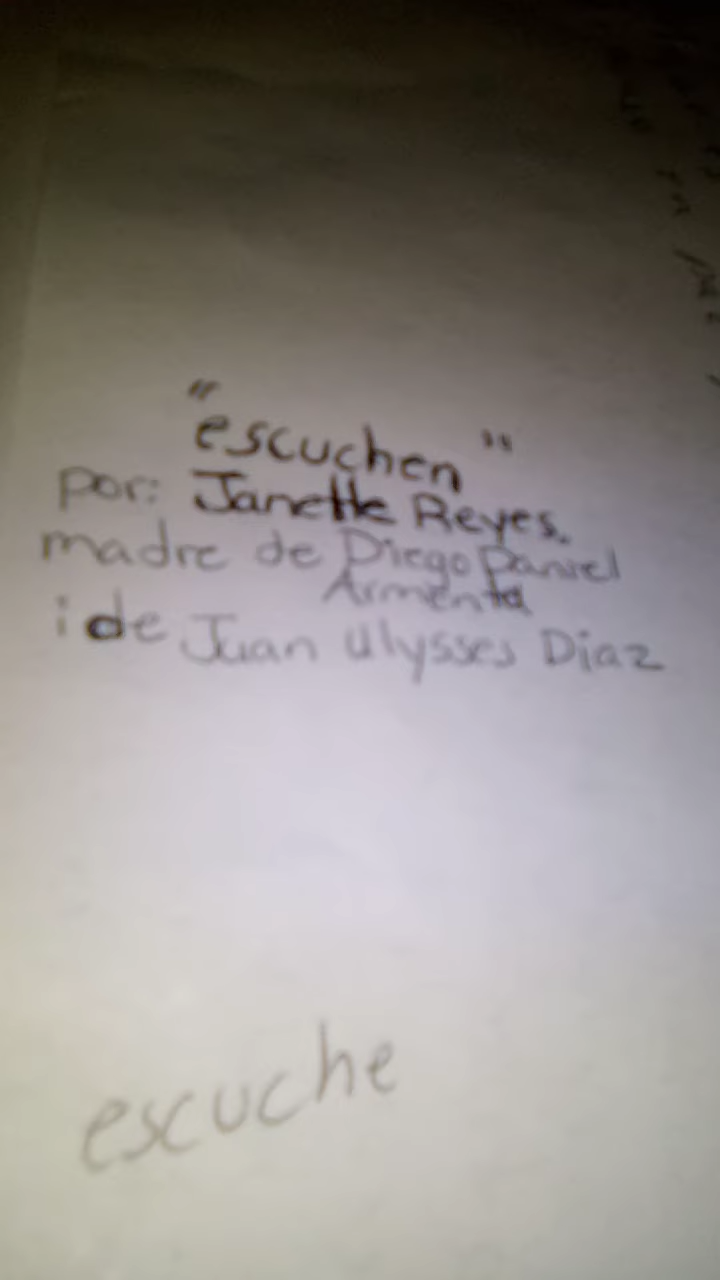 "escuchen"
por: Janette Reyes.
madre de Diego Daniel
Armenta
i de Juan Ulysses Diaz
escuche